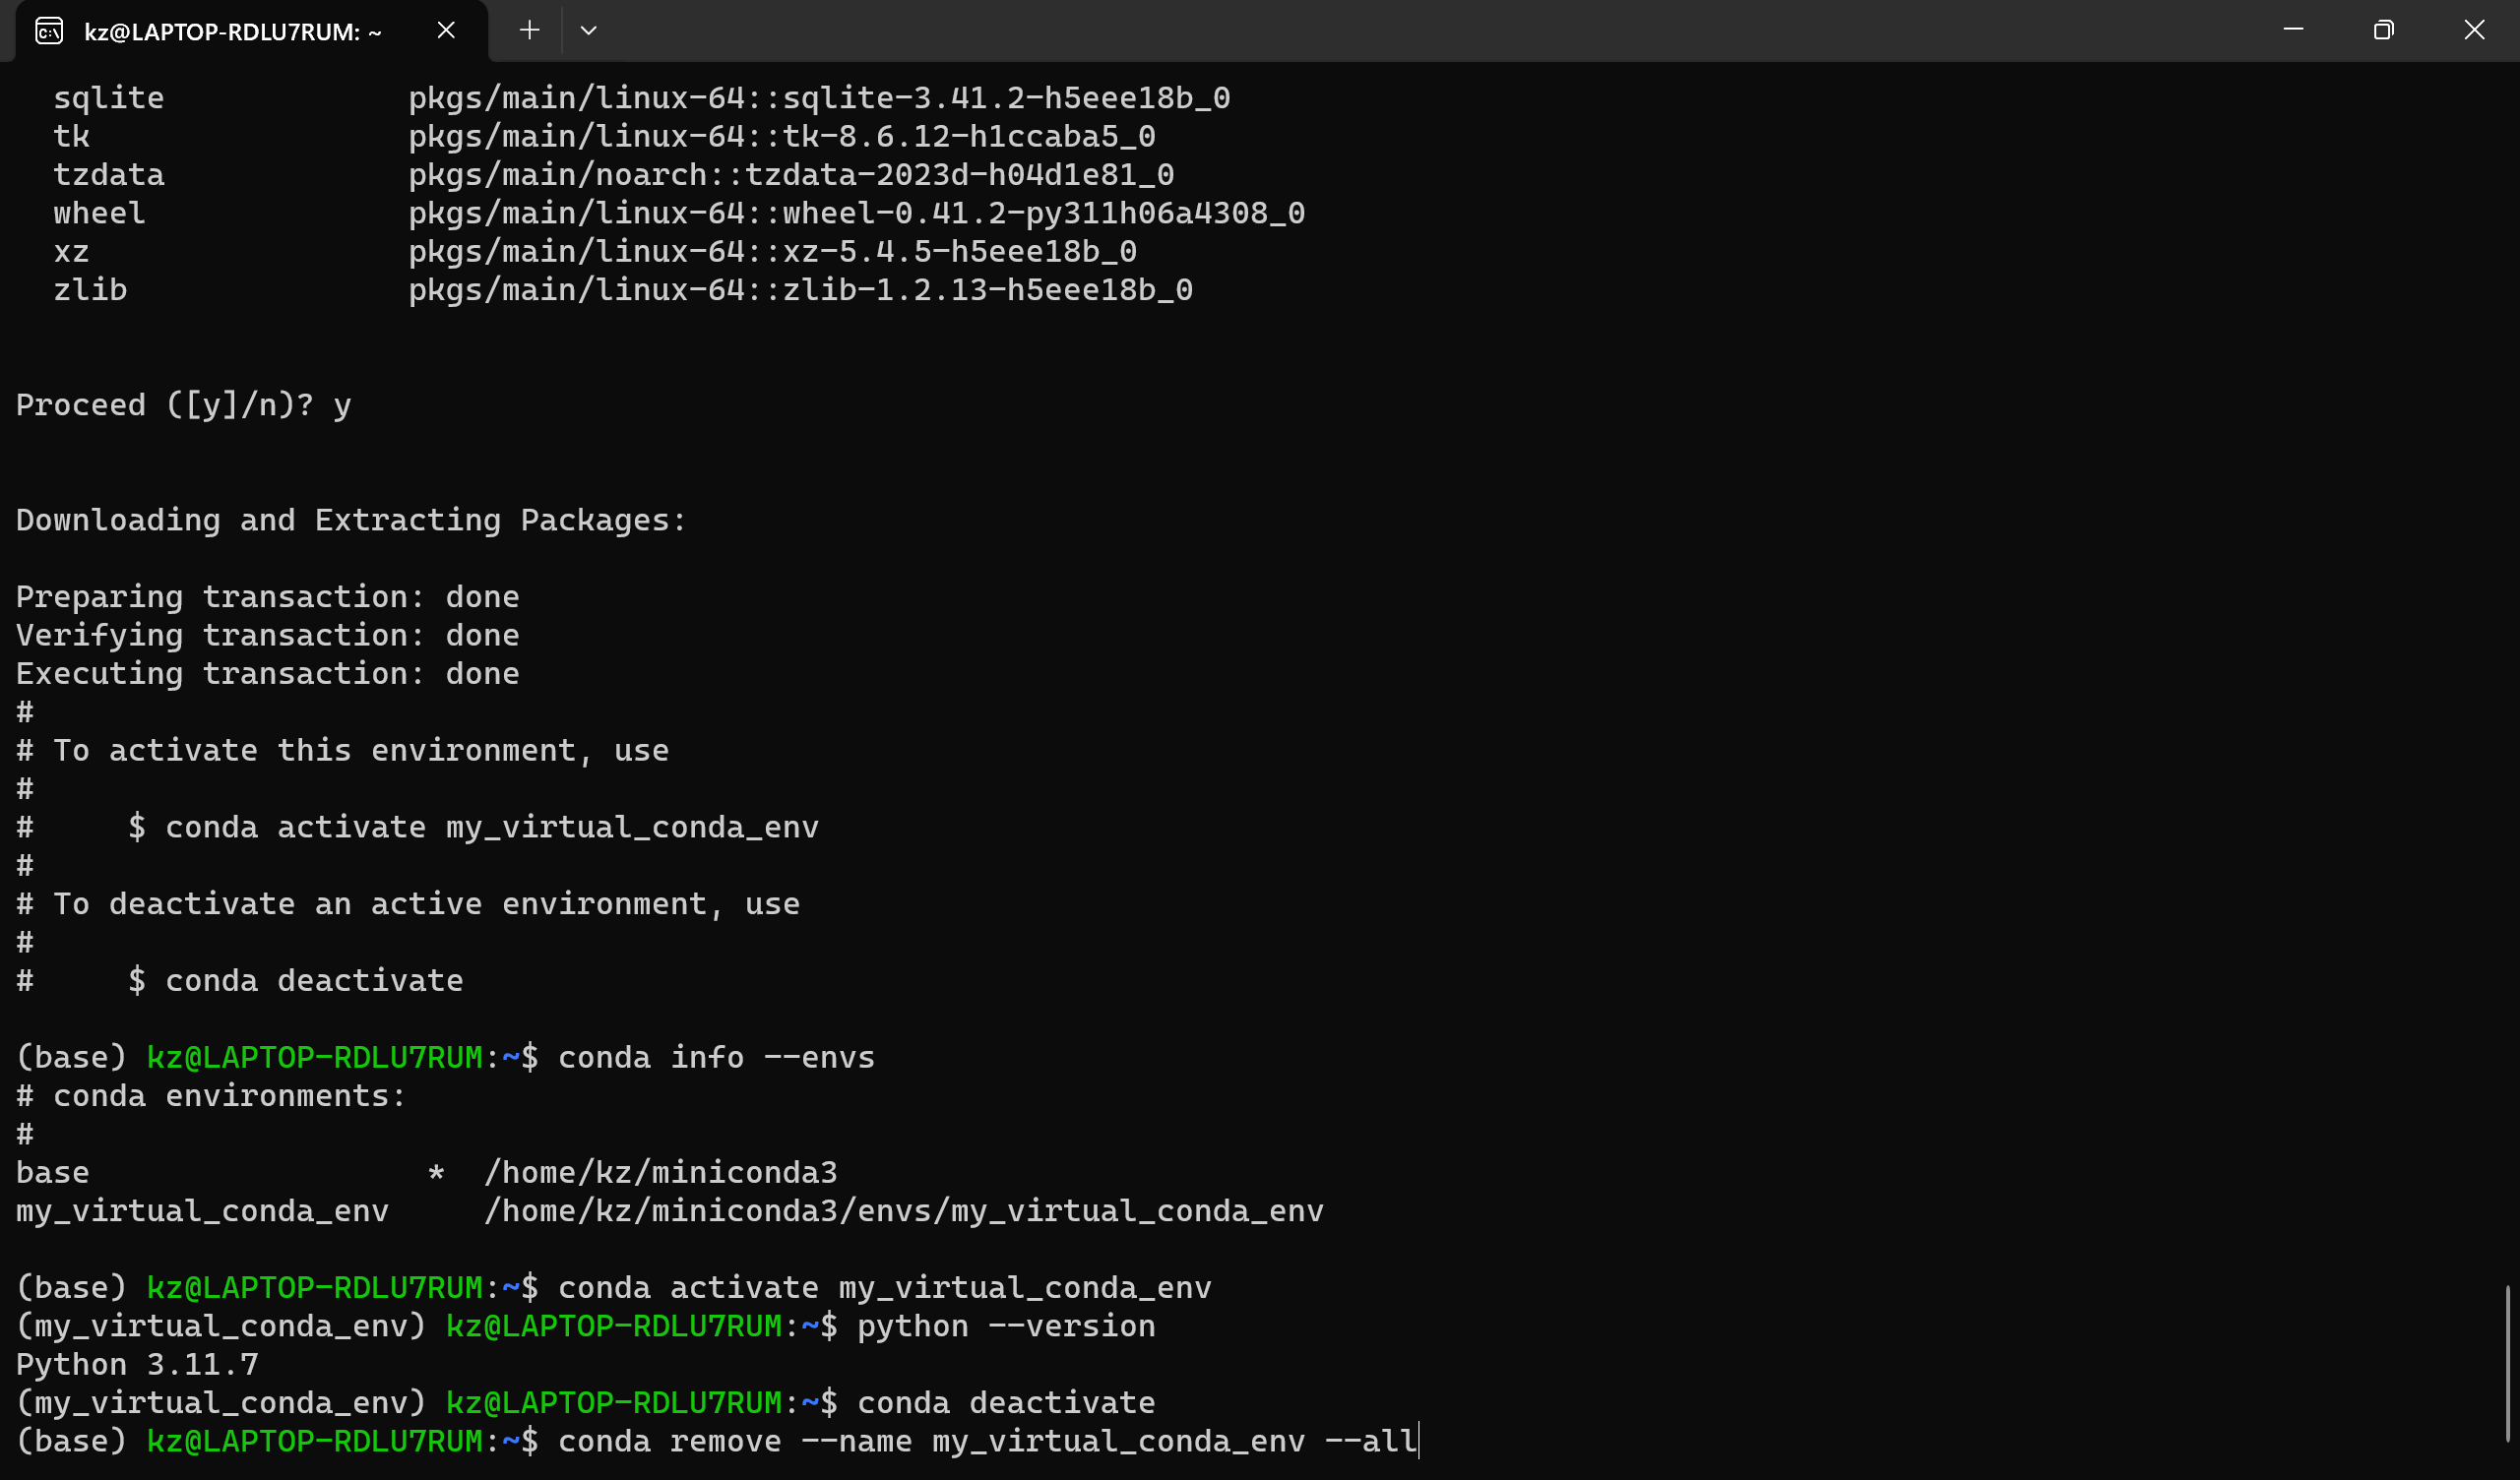 kz@LAPTOP-RDLU7RUM: ~
sqlite pkgs/main/linux-64::sqlite-3.41.2-h5eee18b_0
tk pkgs/main/linux-64::tk-8.6.12-h1ccaba5_0
tzdata pkgs/main/noarch::tzdata-2023d-h04d1e81_0
wheel pkgs/main/linux-64::wheel-0.41.2-py311h06a4308_0
xz pkgs/main/linux-64::xz-5.4.5-h5eee18b_0
zlib pkgs/main/linux-64::zlib-1.2.13-h5eee18b_0
Proceed ([y]/n)? y
Downloading and Extracting Packages:
Preparing transaction: done
Verifying transaction: done
Executing transaction: done
#
# To activate this environment, use
#
#     $ conda activate my_virtual_conda_env
#
# To deactivate an active environment, use
#
#     $ conda deactivate
(base) kz@LAPTOP-RDLU7RUM:~$ conda info --envs
# conda environments:
#
base                  *  /home/kz/miniconda3
my_virtual_conda_env     /home/kz/miniconda3/envs/my_virtual_conda_env
(base) kz@LAPTOP-RDLU7RUM:~$ conda activate my_virtual_conda_env
(my_virtual_conda_env) kz@LAPTOP-RDLU7RUM:~$ python --version
Python 3.11.7
(my_virtual_conda_env) kz@LAPTOP-RDLU7RUM:~$ conda deactivate
(base) kz@LAPTOP-RDLU7RUM:~$ conda remove --name my_virtual_conda_env --all